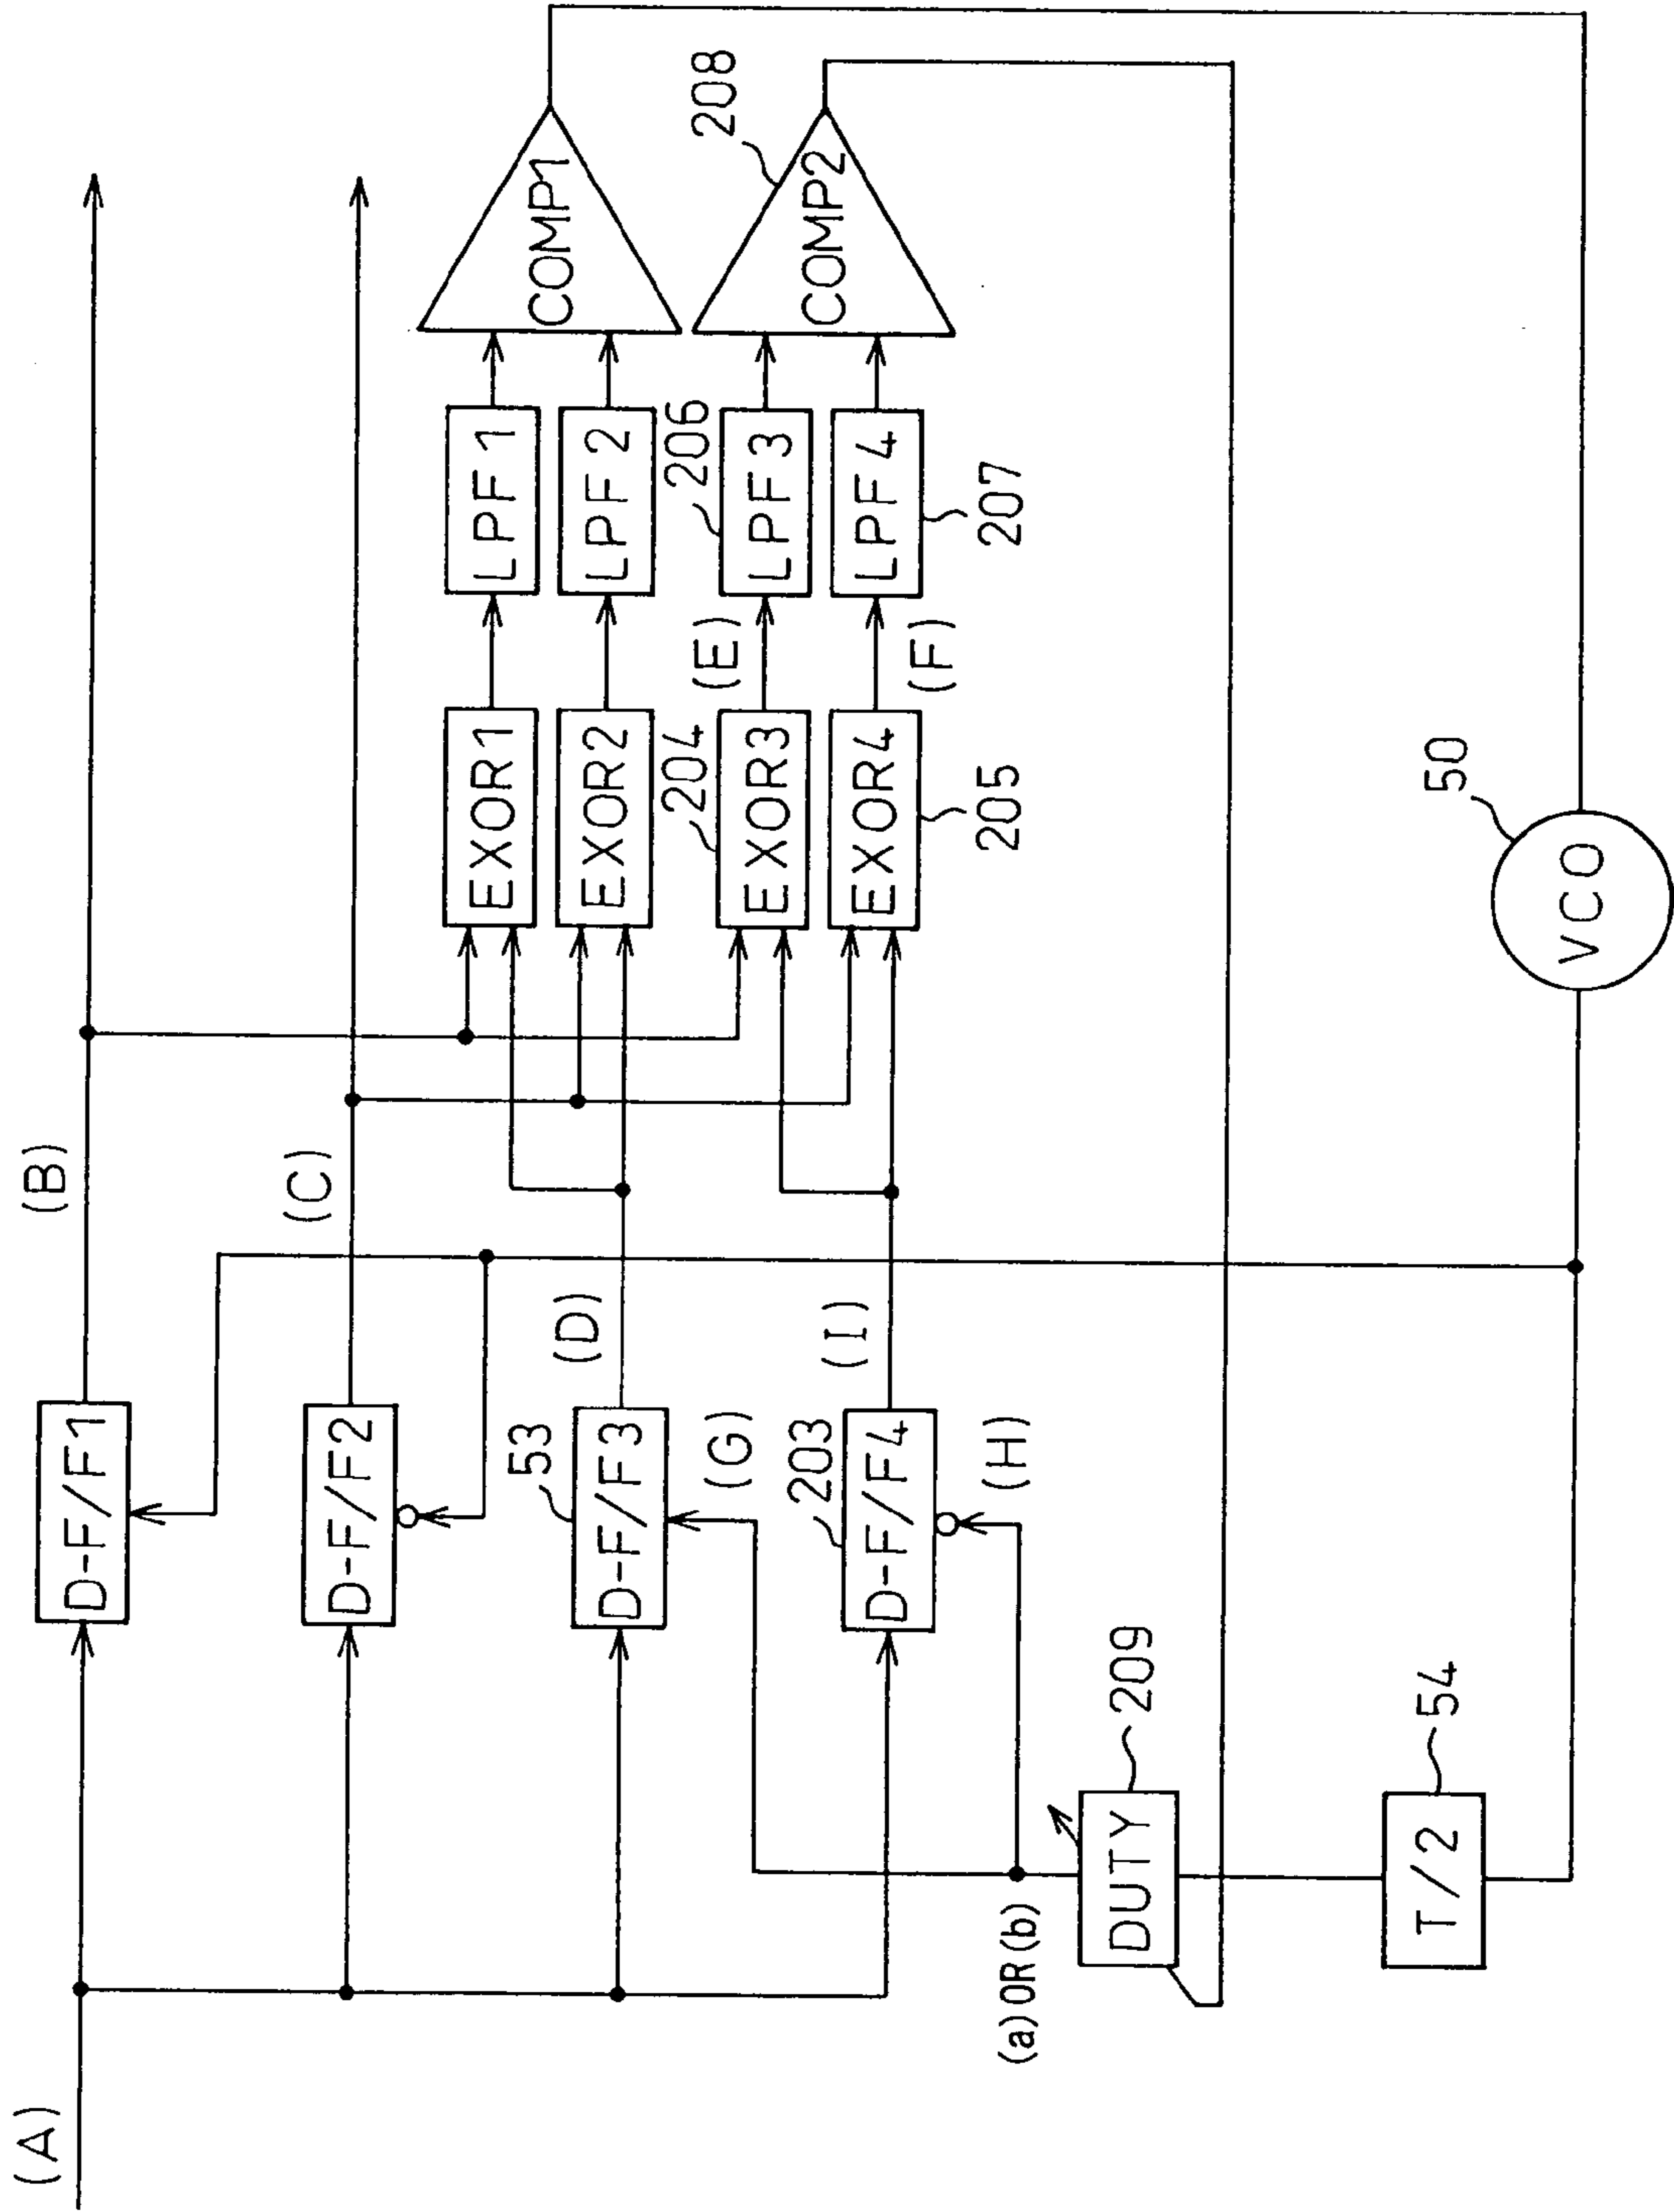 (A)
D-F/F1
(B)
D-F/F2
(C)
EXOR1
LPF1
COMP1
EXOR2
LPF2
D-F/F3
53
(D)
(G)
204
EXOR3
(E)
206
LPF3
208
COMP2
D-F/F4
203
(I)
(H)
EXOR4
205
(F)
LPF4
207
(a)OR(b)
DUTY
209
T/2
54
VCO
50